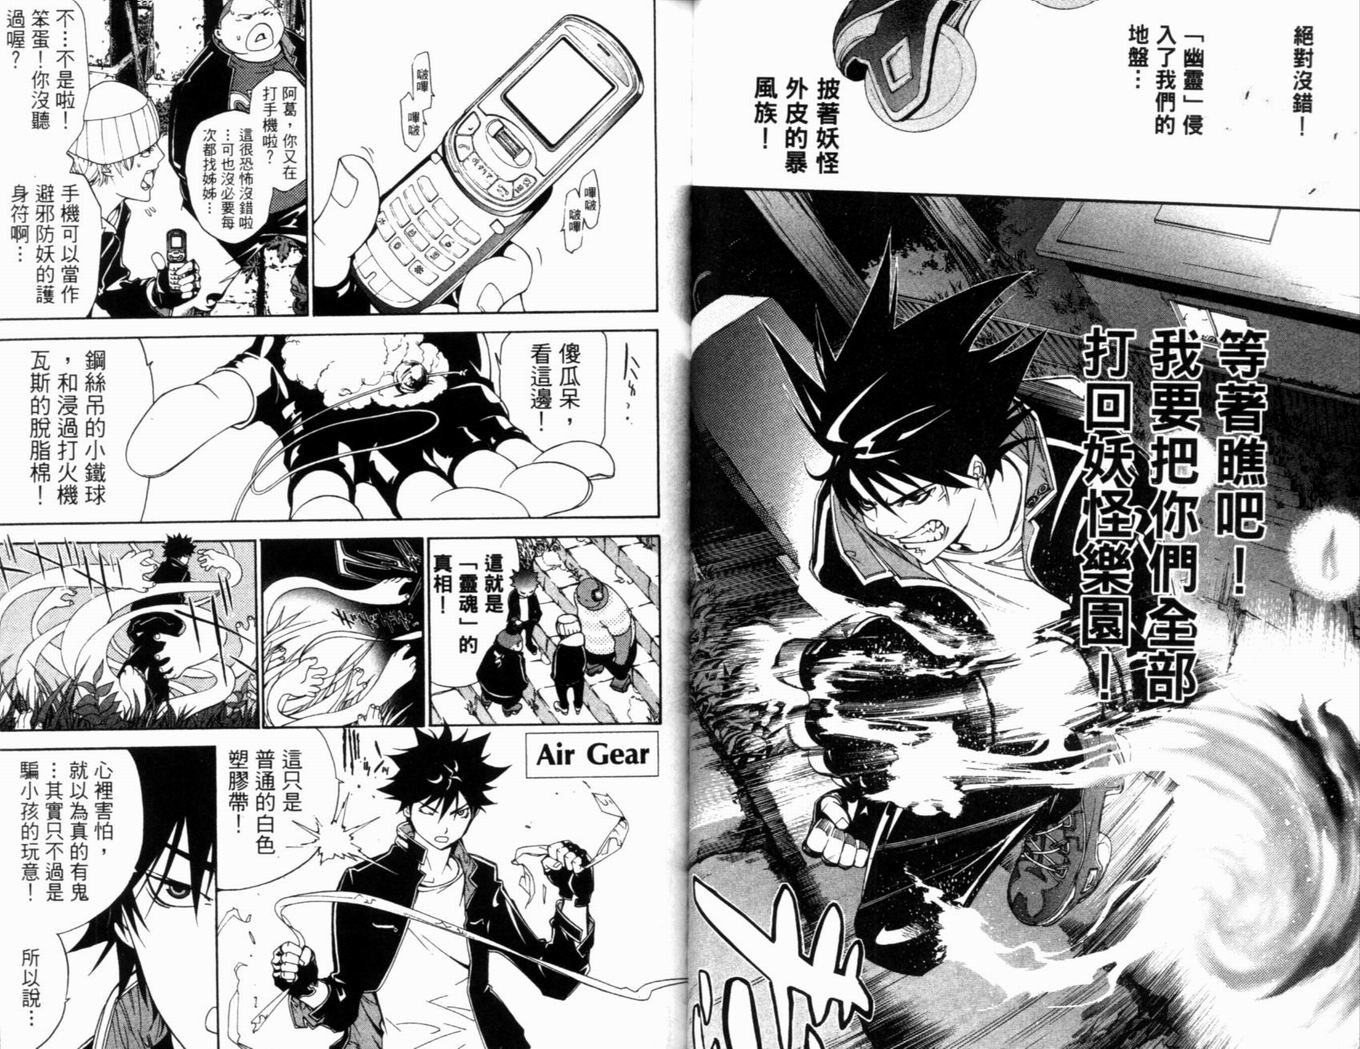 絕對沒錯!
「幽靈」侵
入了我們的
地盤…
披著妖怪
外皮的暴
風族!
等著瞧吧!
我要把你們全部
打回妖怪樂園!
啵嗶
嗶啵
嗶啵
啵嗶
阿葛,你又在
打手機啦?
這很恐怖沒錯啦
…可也沒必要每
次都找姊姊…
不…不是啦!
笨蛋!你沒聽
過喔?
手機可以當作
避邪防妖的護
身符啊…
傻瓜呆,
看這邊!
鋼絲吊的小鐵球
,和浸過打火機
瓦斯的脫脂棉!
這就是
「靈魂」的
真相!
Air Gear
這只是
普通的白色
塑膠帶!
心裡害怕,
就以為真的有鬼
…其實只不過是
騙小孩的玩意!
所以說…